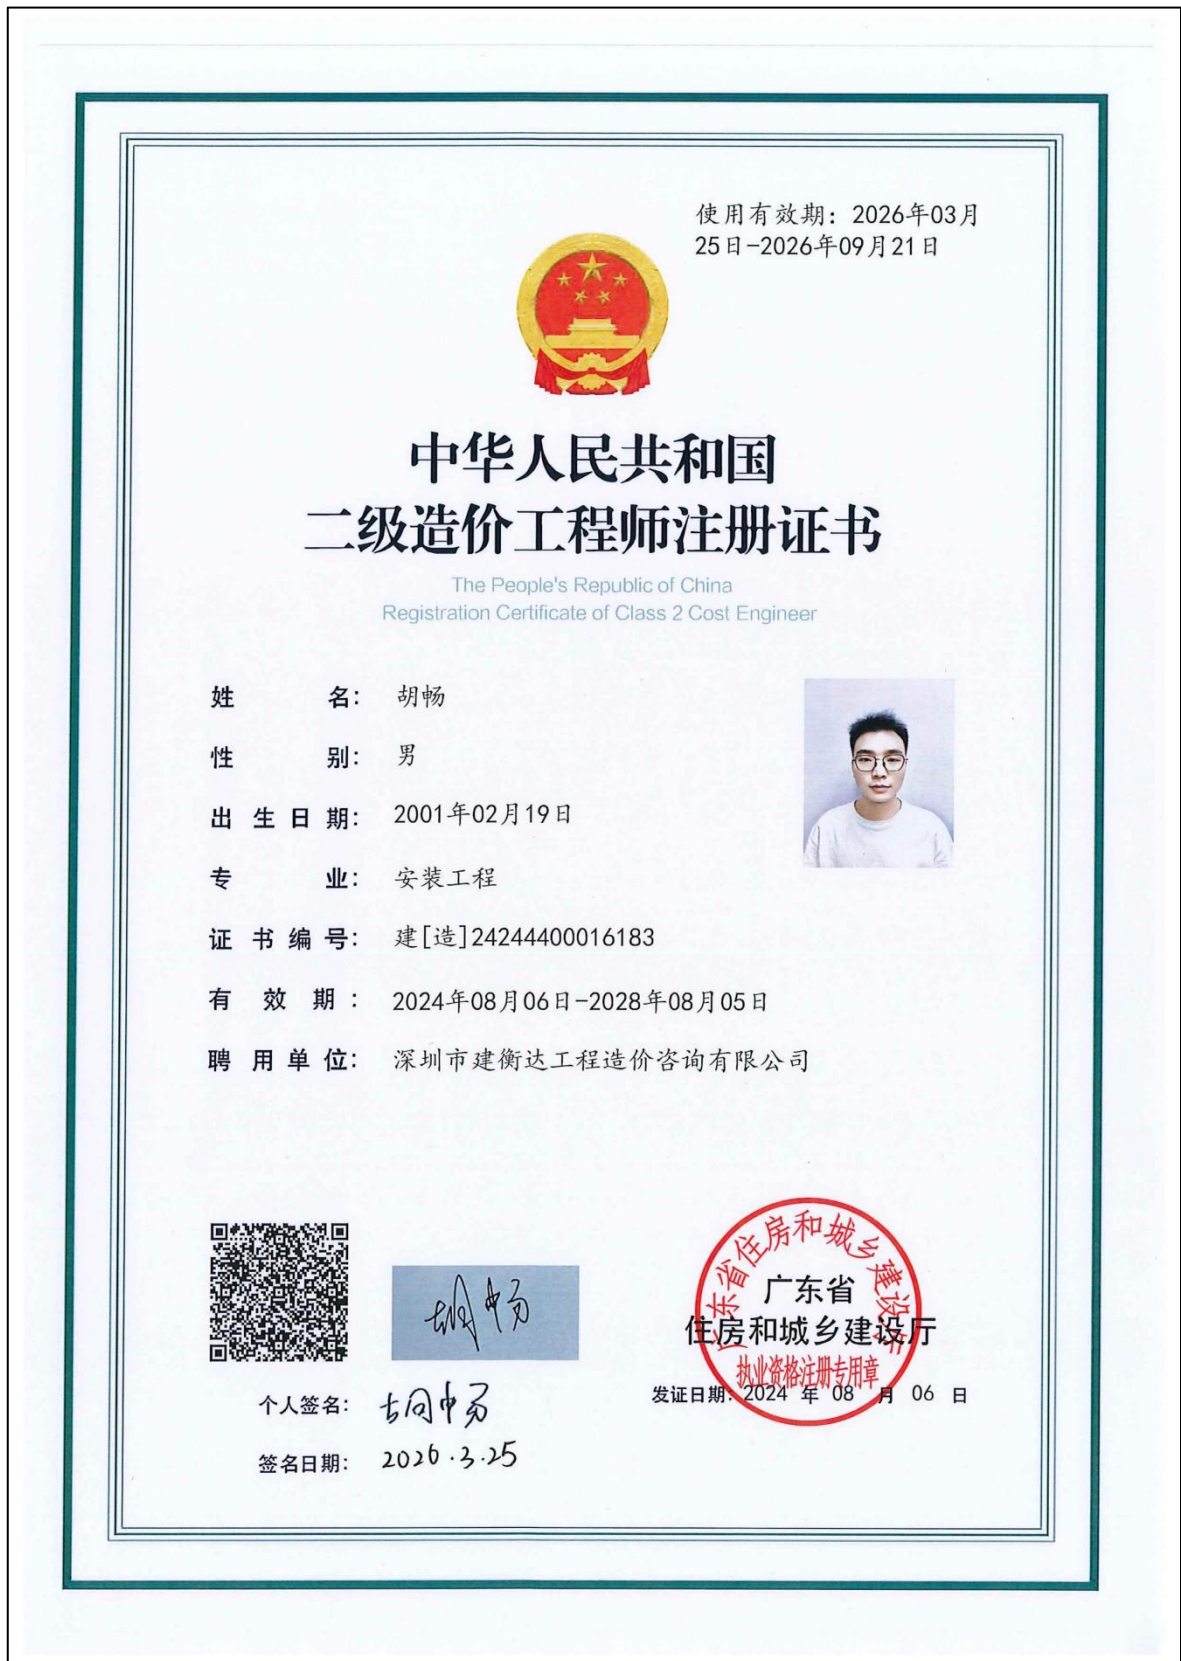 使用有效期：2026年03月
25日-2026年09月21日
中华人民共和国
二级造价工程师注册证书
The People's Republic of China
Registration Certificate of Class 2 Cost Engineer
姓名：胡畅
性别：男
出生日期：2001年02月19日
专业：安装工程
证书编号：建[造]24244400016183
有效期：2024年08月06日-2028年08月05日
聘用单位：深圳市建衡达工程造价咨询有限公司
胡畅
广东省住房和城乡建设厅
广东省
住房和城乡建设厅
执业资格注册专用章
个人签名：胡畅
发证日期：2024年08月06日
签名日期：2026.3.25